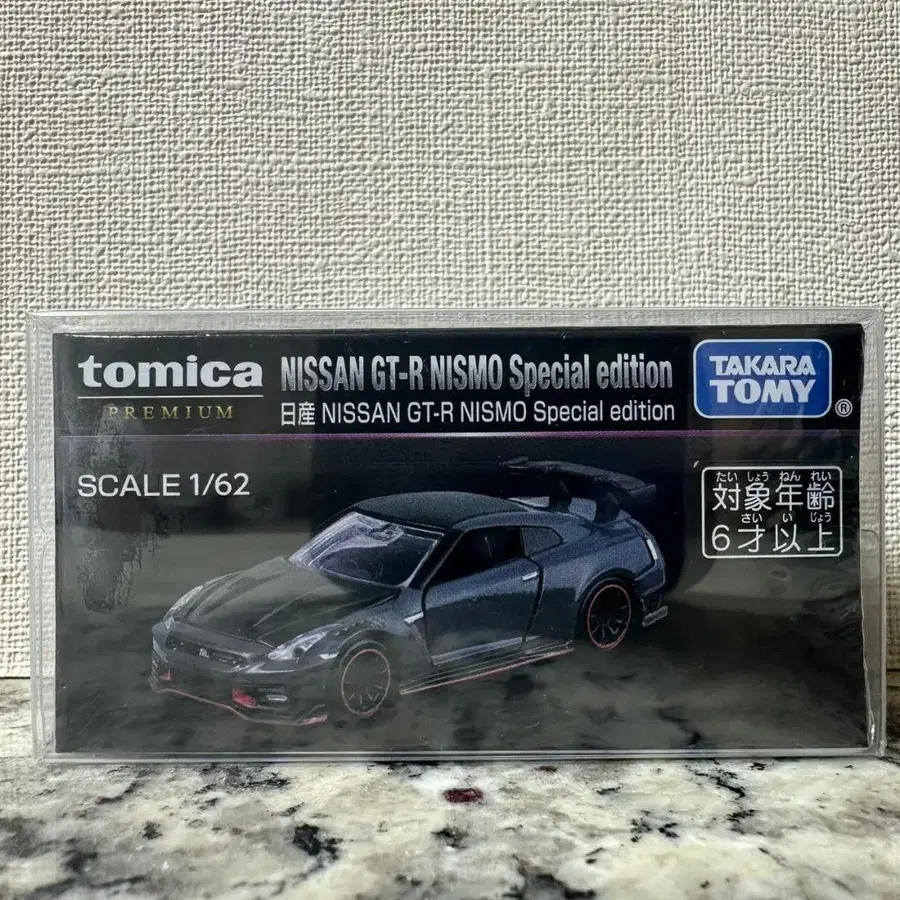 tomica
PREMIUM
NISSAN GT-R NISMO Special edition
日産 NISSAN GT-R NISMO Special edition
TAKARA
TOMY
®
SCALE 1/62
たい しょう ねん れい
対象年齢
さい い じょう
6才以上